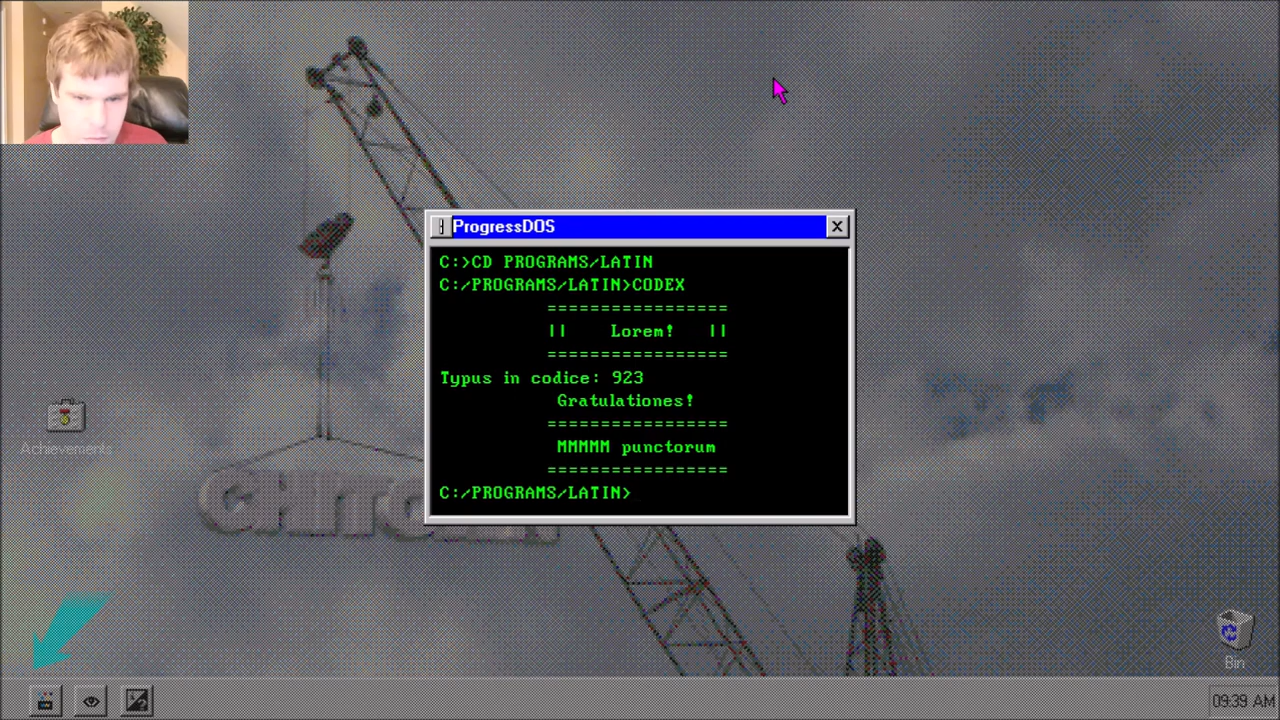 ProgressDOS
C:>CD PROGRAMS/LATIN
C:/PROGRAMS/LATIN>CODEX
=================
||    Lorem!    ||
=================
Typus in codice: 923
Gratulationes!
=================
MMMMM punctorum
=================
C:/PROGRAMS/LATIN>
Achievements
Bin
09:39 AM